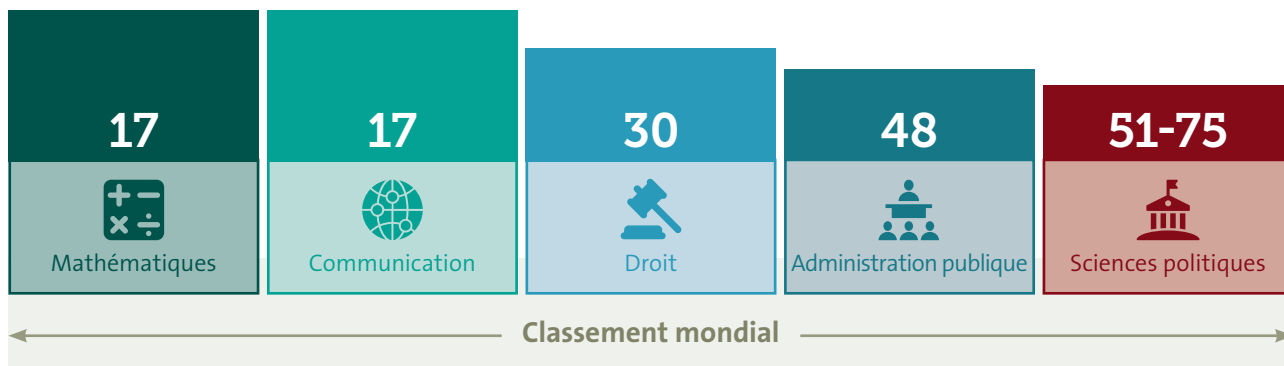 17
17
30
48
51-75
Mathématiques
Communication
Droit
Administration publique
Sciences politiques
Classement mondial